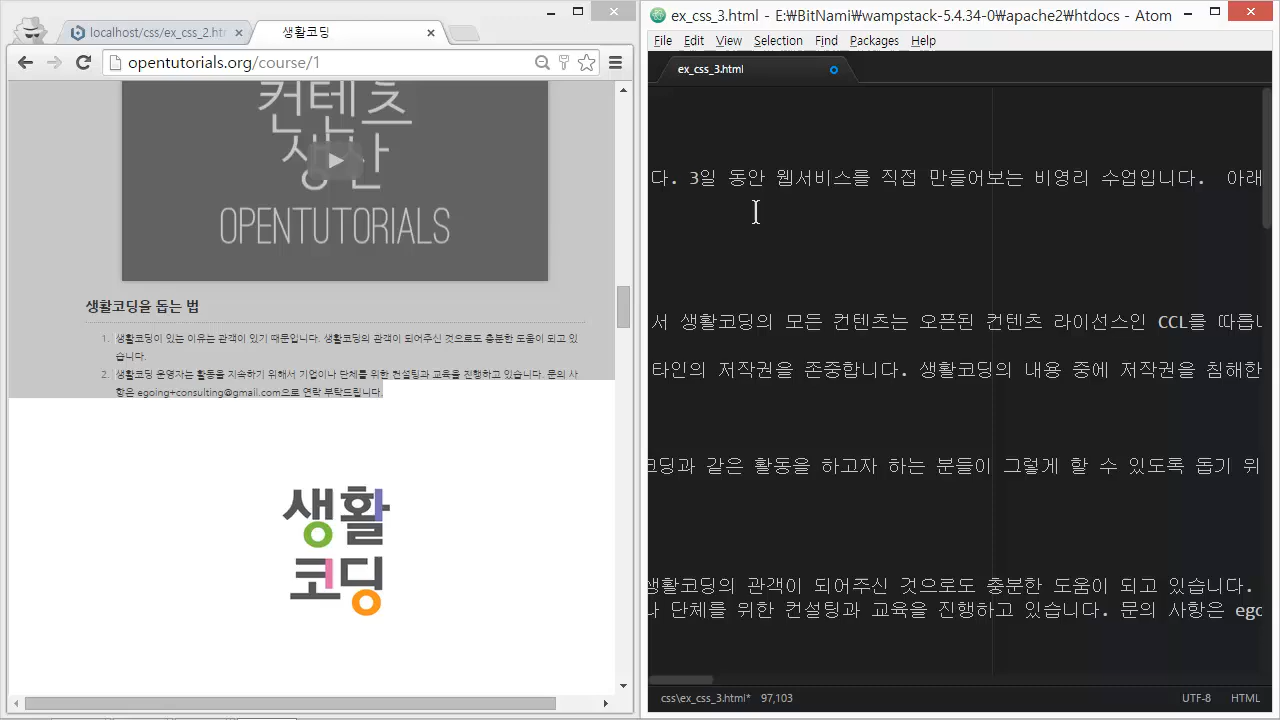 localhost/css/ex_css_2.ht
생활코딩
opentutorials.org/course/1
컨텐츠
생산
OPENTUTORIALS
생활코딩을 돕는 법
1. 생활코딩이 있는 이유는 관객이 있기 때문입니다. 생활코딩의 관객이 되어주신 것으로도 충분한 도움이 되고 있
습니다.
2. 생활코딩 운영자는 활동을 지속하기 위해서 기업이나 단체를 위한 컨설팅과 교육을 진행하고 있습니다. 문의 사
항은 egoing+consulting@gmail.com으로 연락 부탁드립니다.
생활
코딩
ex_css_3.html - E:₩BitNami₩wampstack-5.4.34-0₩apache2₩htdocs - Atom
File Edit View Selection Find Packages Help
ex_css_3.html
다. 3일 동안 웹서비스를 직접 만들어보는 비영리 수업입니다. 아래
서 생활코딩의 모든 컨텐츠는 오픈된 컨텐츠 라이선스인 CCL를 따릅니
타인의 저작권을 존중합니다. 생활코딩의 내용 중에 저작권을 침해한
코딩과 같은 활동을 하고자 하는 분들이 그렇게 할 수 있도록 돕기 위
생활코딩의 관객이 되어주신 것으로도 충분한 도움이 되고 있습니다.
나 단체를 위한 컨설팅과 교육을 진행하고 있습니다. 문의 사항은 ego
css\ex_css_3.html* 97,103 UTF-8 HTML